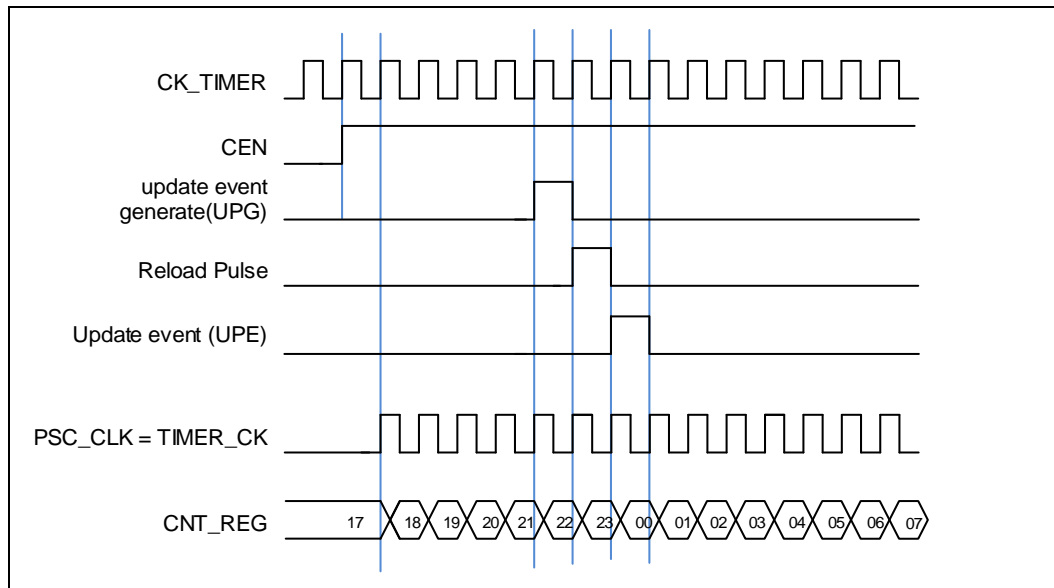 CK_TIMER
CEN
update event
generate(UPG)
Reload Pulse
Update event (UPE)
PSC_CLK = TIMER_CK
CNT_REG 17 18 19 20 21 22 23 00 01 02 03 04 05 06 07